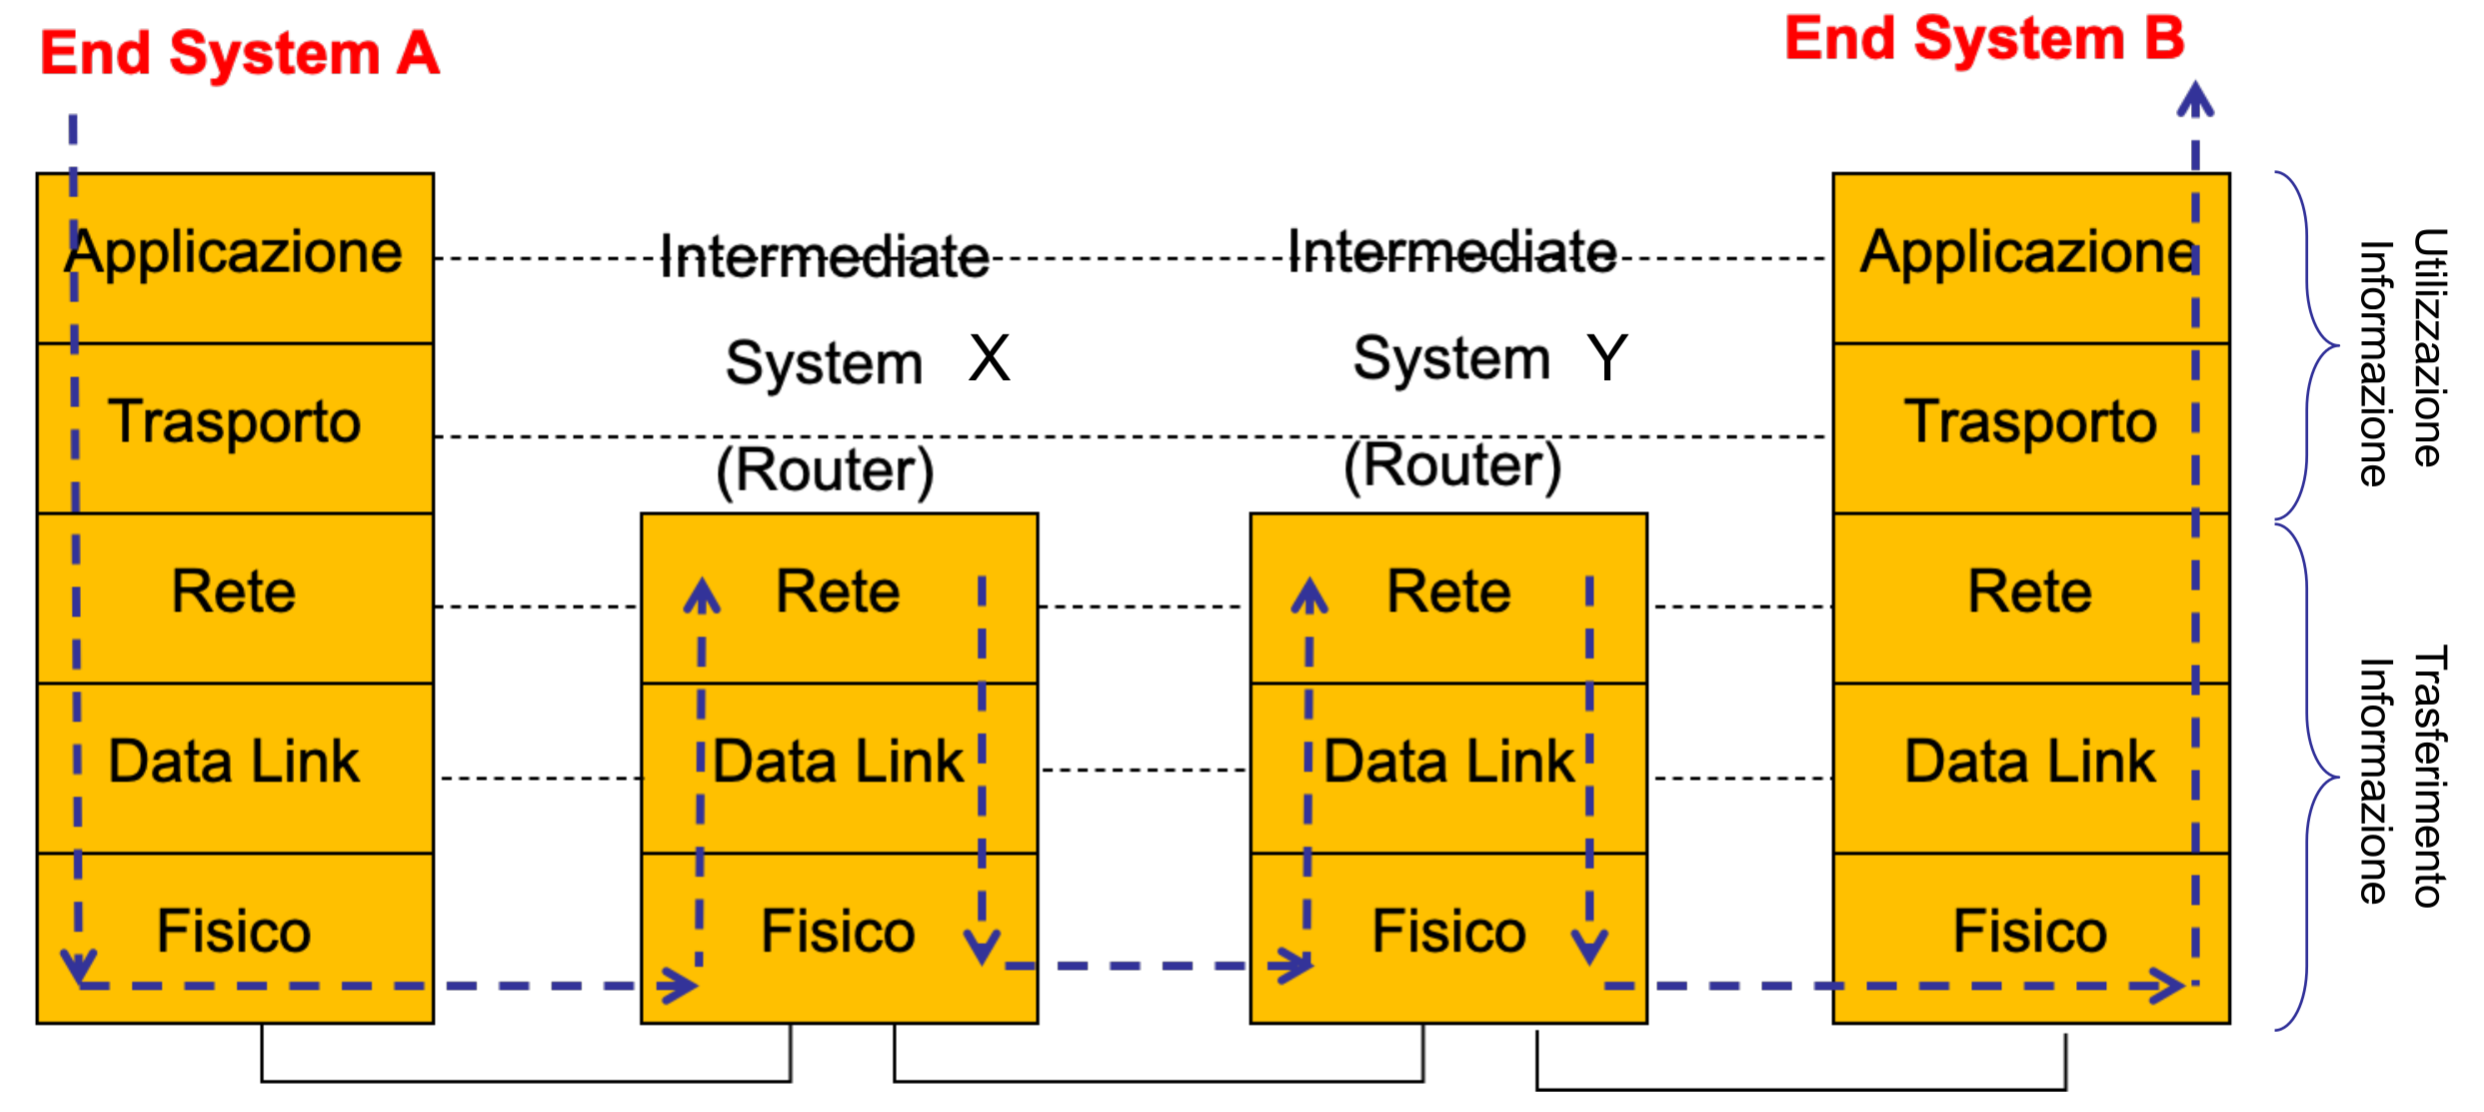 End System A
End System B
Applicazione
Trasporto
Rete
Data Link
Fisico
Intermediate
System X
(Router)
Rete
Data Link
Fisico
Intermediate
System Y
(Router)
Rete
Data Link
Fisico
Applicazione
Trasporto
Rete
Data Link
Fisico
Utilizzazione
Informazione
Trasferimento
Informazione